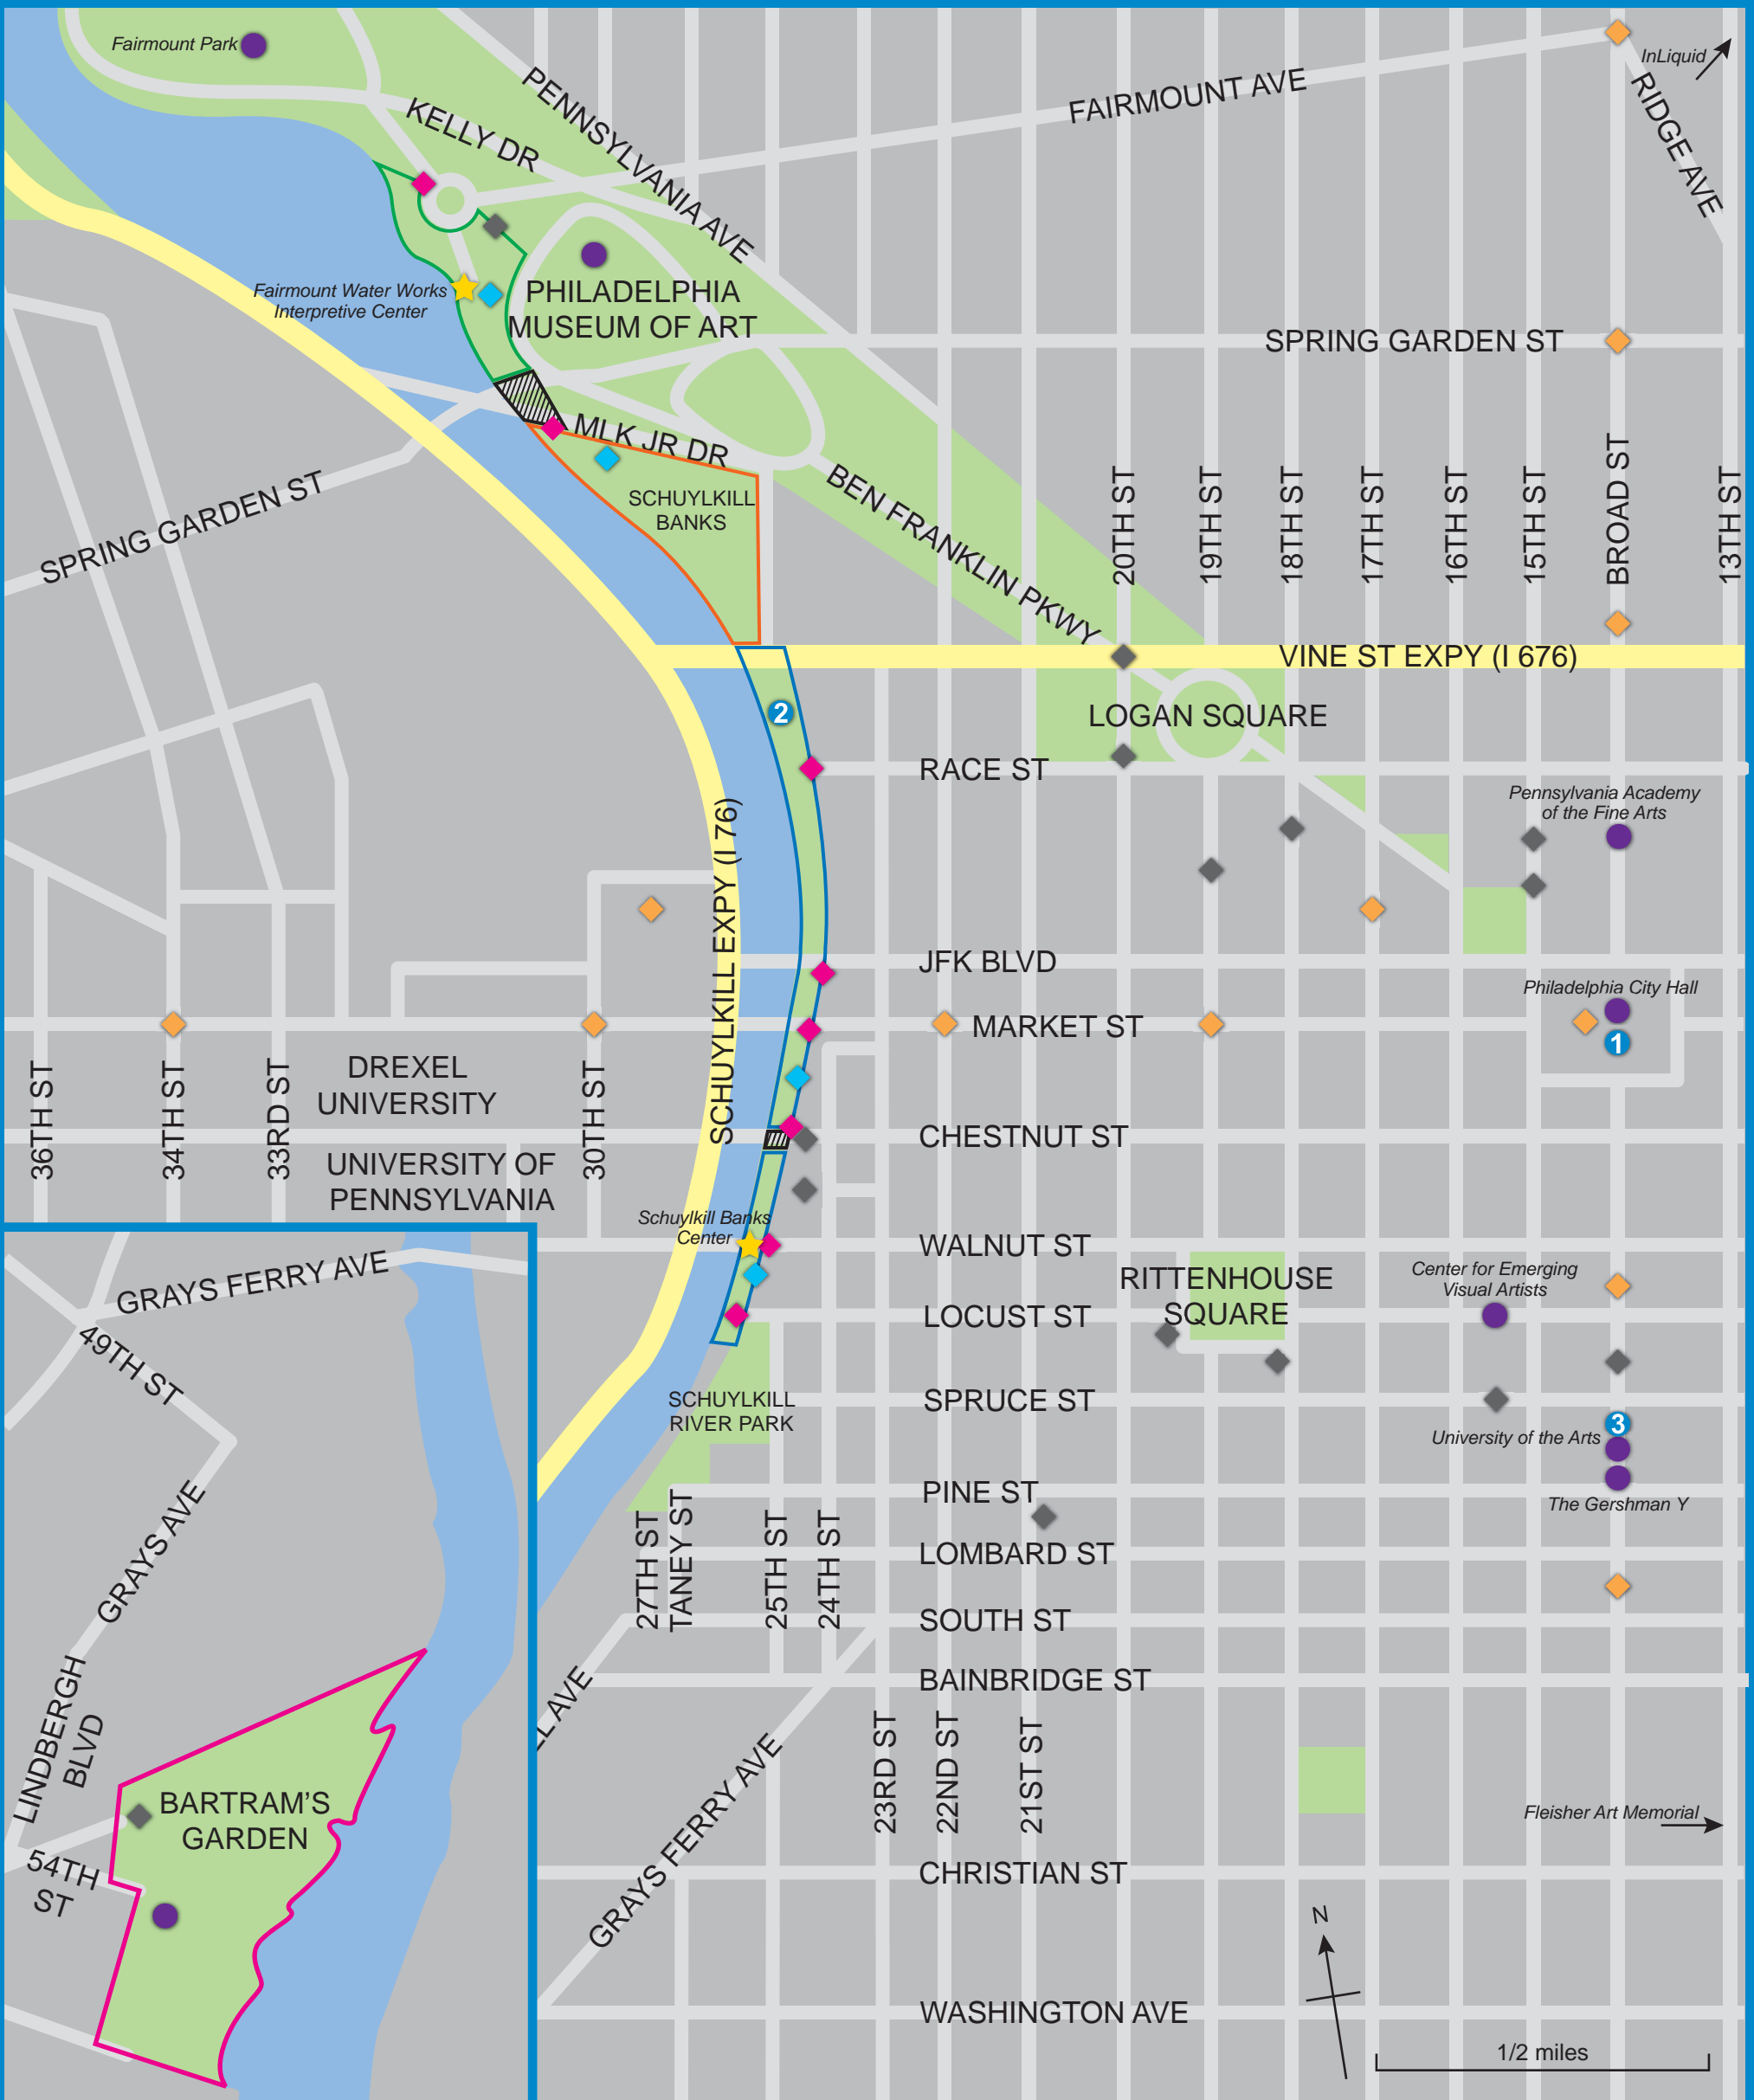 Fairmount Park
InLiquid
PENNSYLVANIA AVE
KELLY DR
FAIRMOUNT AVE
RIDGE AVE
Fairmount Water Works
Interpretive Center
PHILADELPHIA
MUSEUM OF ART
SPRING GARDEN ST
MLK JR DR
SCHUYLKILL
BANKS
BEN FRANKLIN PKWY
SPRING GARDEN ST
20TH ST
19TH ST
18TH ST
17TH ST
16TH ST
15TH ST
BROAD ST
13TH ST
VINE ST EXPY (I 676)
2
LOGAN SQUARE
RACE ST
Pennsylvania Academy
of the Fine Arts
SCHUYLKILL EXPY (I 76)
JFK BLVD
Philadelphia City Hall
MARKET ST
1
36TH ST
34TH ST
33RD ST
30TH ST
DREXEL
UNIVERSITY
CHESTNUT ST
UNIVERSITY OF
PENNSYLVANIA
Schuylkill Banks
Center
WALNUT ST
RITTENHOUSE
SQUARE
Center for Emerging
Visual Artists
LOCUST ST
GRAYS FERRY AVE
49TH ST
SCHUYLKILL
RIVER PARK
SPRUCE ST
3
University of the Arts
PINE ST
The Gershman Y
GRAYS AVE
27TH ST
TANEY ST
25TH ST
24TH ST
LOMBARD ST
SOUTH ST
LL AVE
BAINBRIDGE ST
LINDBERGH
BLVD
GRAYS FERRY AVE
23RD ST
22ND ST
21ST ST
BARTRAM'S
GARDEN
Fleisher Art Memorial
54TH
ST
CHRISTIAN ST
N
WASHINGTON AVE
1/2 miles